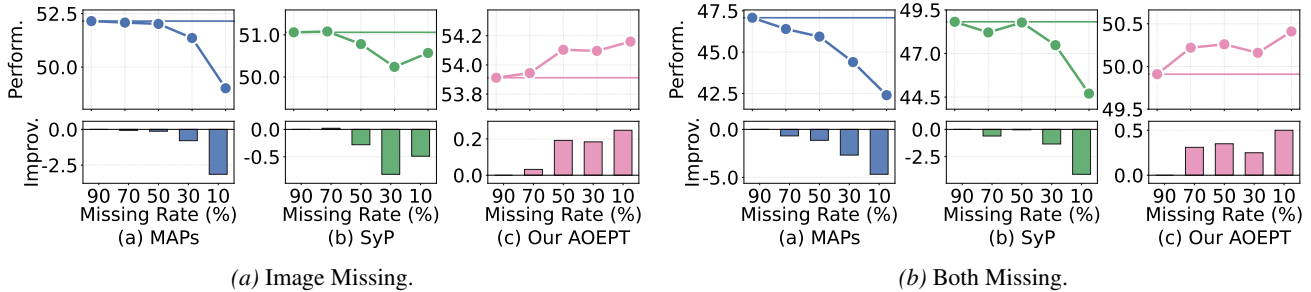 Perform.
52.5
50.0
51.0
50.0
54.2
54.0
53.8
Improv.
0.0
-2.5
0.0
-0.5
0.2
0.0
90 70 50 30 10
90 70 50 30 10
90 70 50 30 10
Missing Rate (%)
Missing Rate (%)
Missing Rate (%)
(a) MAPs
(b) SyP
(c) Our AOEPT
(a) Image Missing.
Perform.
47.5
45.0
42.5
49.5
47.0
44.5
50.5
50.0
49.5
Improv.
0.0
-5.0
0.0
-2.5
0.5
0.0
90 70 50 30 10
90 70 50 30 10
90 70 50 30 10
Missing Rate (%)
Missing Rate (%)
Missing Rate (%)
(a) MAPs
(b) SyP
(c) Our AOEPT
(b) Both Missing.